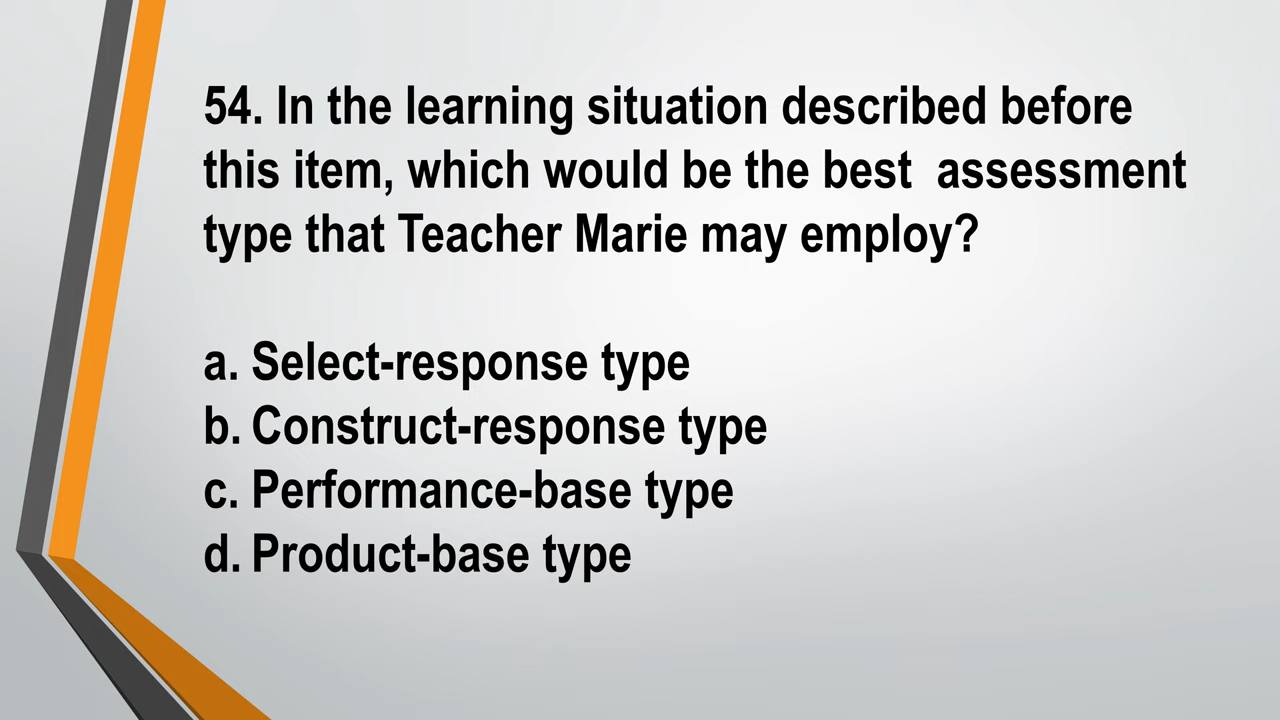 54. In the learning situation described before
this item, which would be the best assessment
type that Teacher Marie may employ?
a. Select-response type
b. Construct-response type
c. Performance-base type
d. Product-base type